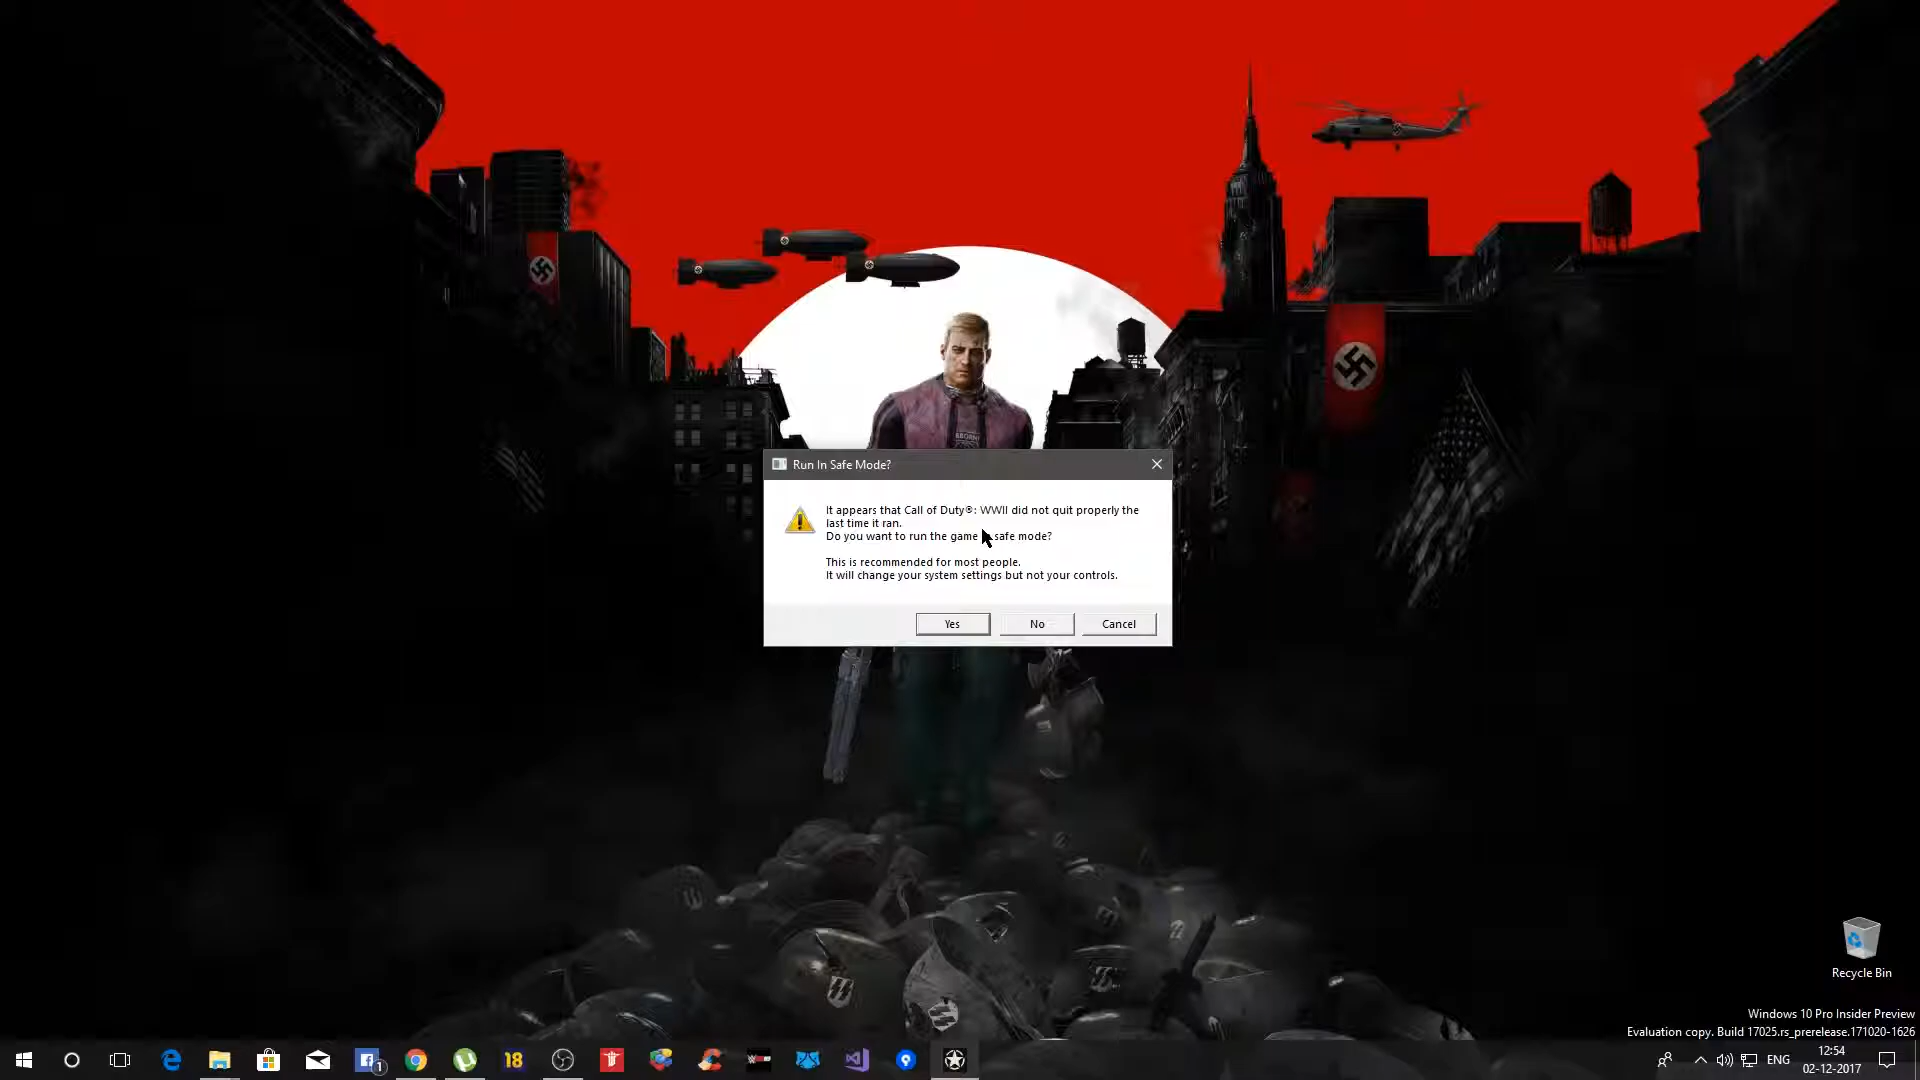 Run In Safe Mode?
It appears that Call of Duty®: WWII did not quit properly the
last time it ran.
Do you want to run the game safe mode?
This is recommended for most people.
It will change your system settings but not your controls.
Yes
No
Cancel
Recycle Bin
Windows 10 Pro Insider Preview
Evaluation copy. Build 17025.rs_prerelease.171020-1626
1
18
ENG
12:54
02-12-2017